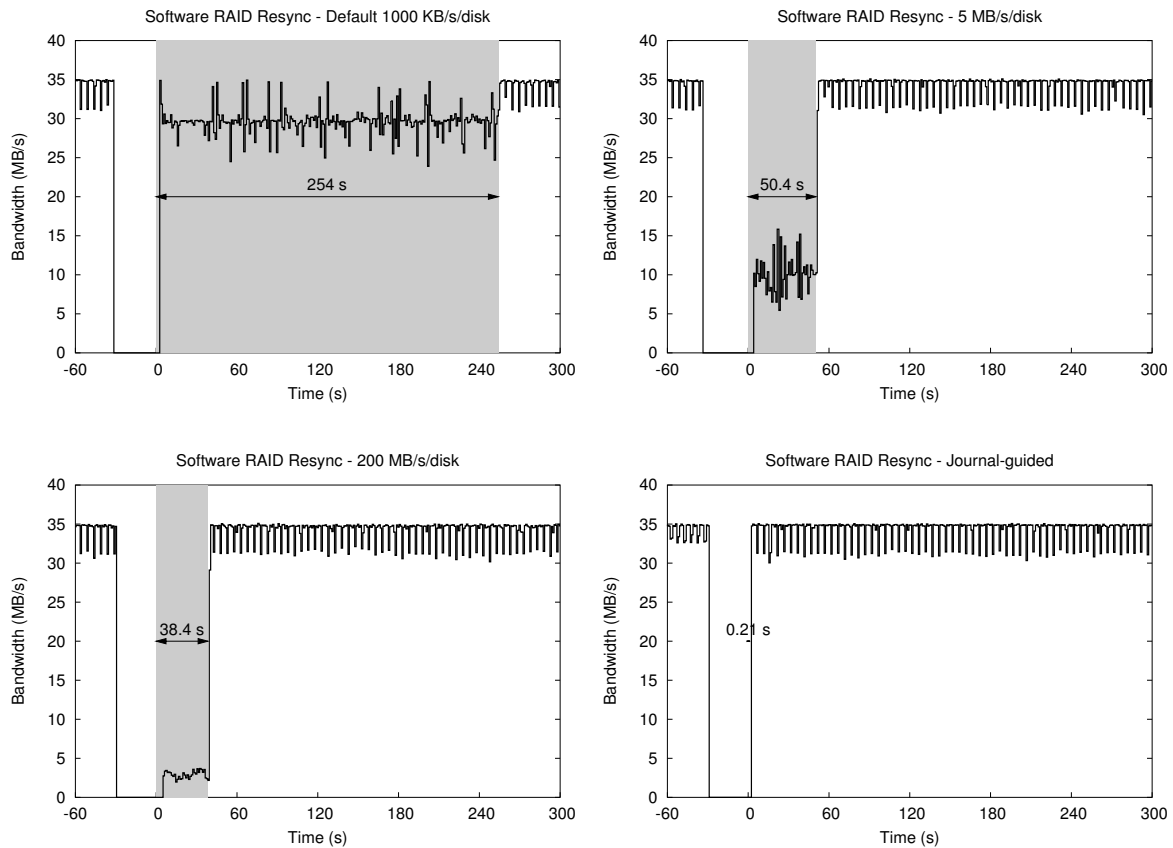 Software RAID Resync - Default 1000 KB/s/disk
40
35
30
25
20
15
10
5
0
Bandwidth (MB/s)
254 s
-60 0 60 120 180 240 300
Time (s)
Software RAID Resync - 5 MB/s/disk
40
35
30
25
20
15
10
5
0
Bandwidth (MB/s)
50.4 s
-60 0 60 120 180 240 300
Time (s)
Software RAID Resync - 200 MB/s/disk
40
35
30
25
20
15
10
5
0
Bandwidth (MB/s)
38.4 s
-60 0 60 120 180 240 300
Time (s)
Software RAID Resync - Journal-guided
40
35
30
25
20
15
10
5
0
Bandwidth (MB/s)
0.21 s
-60 0 60 120 180 240 300
Time (s)